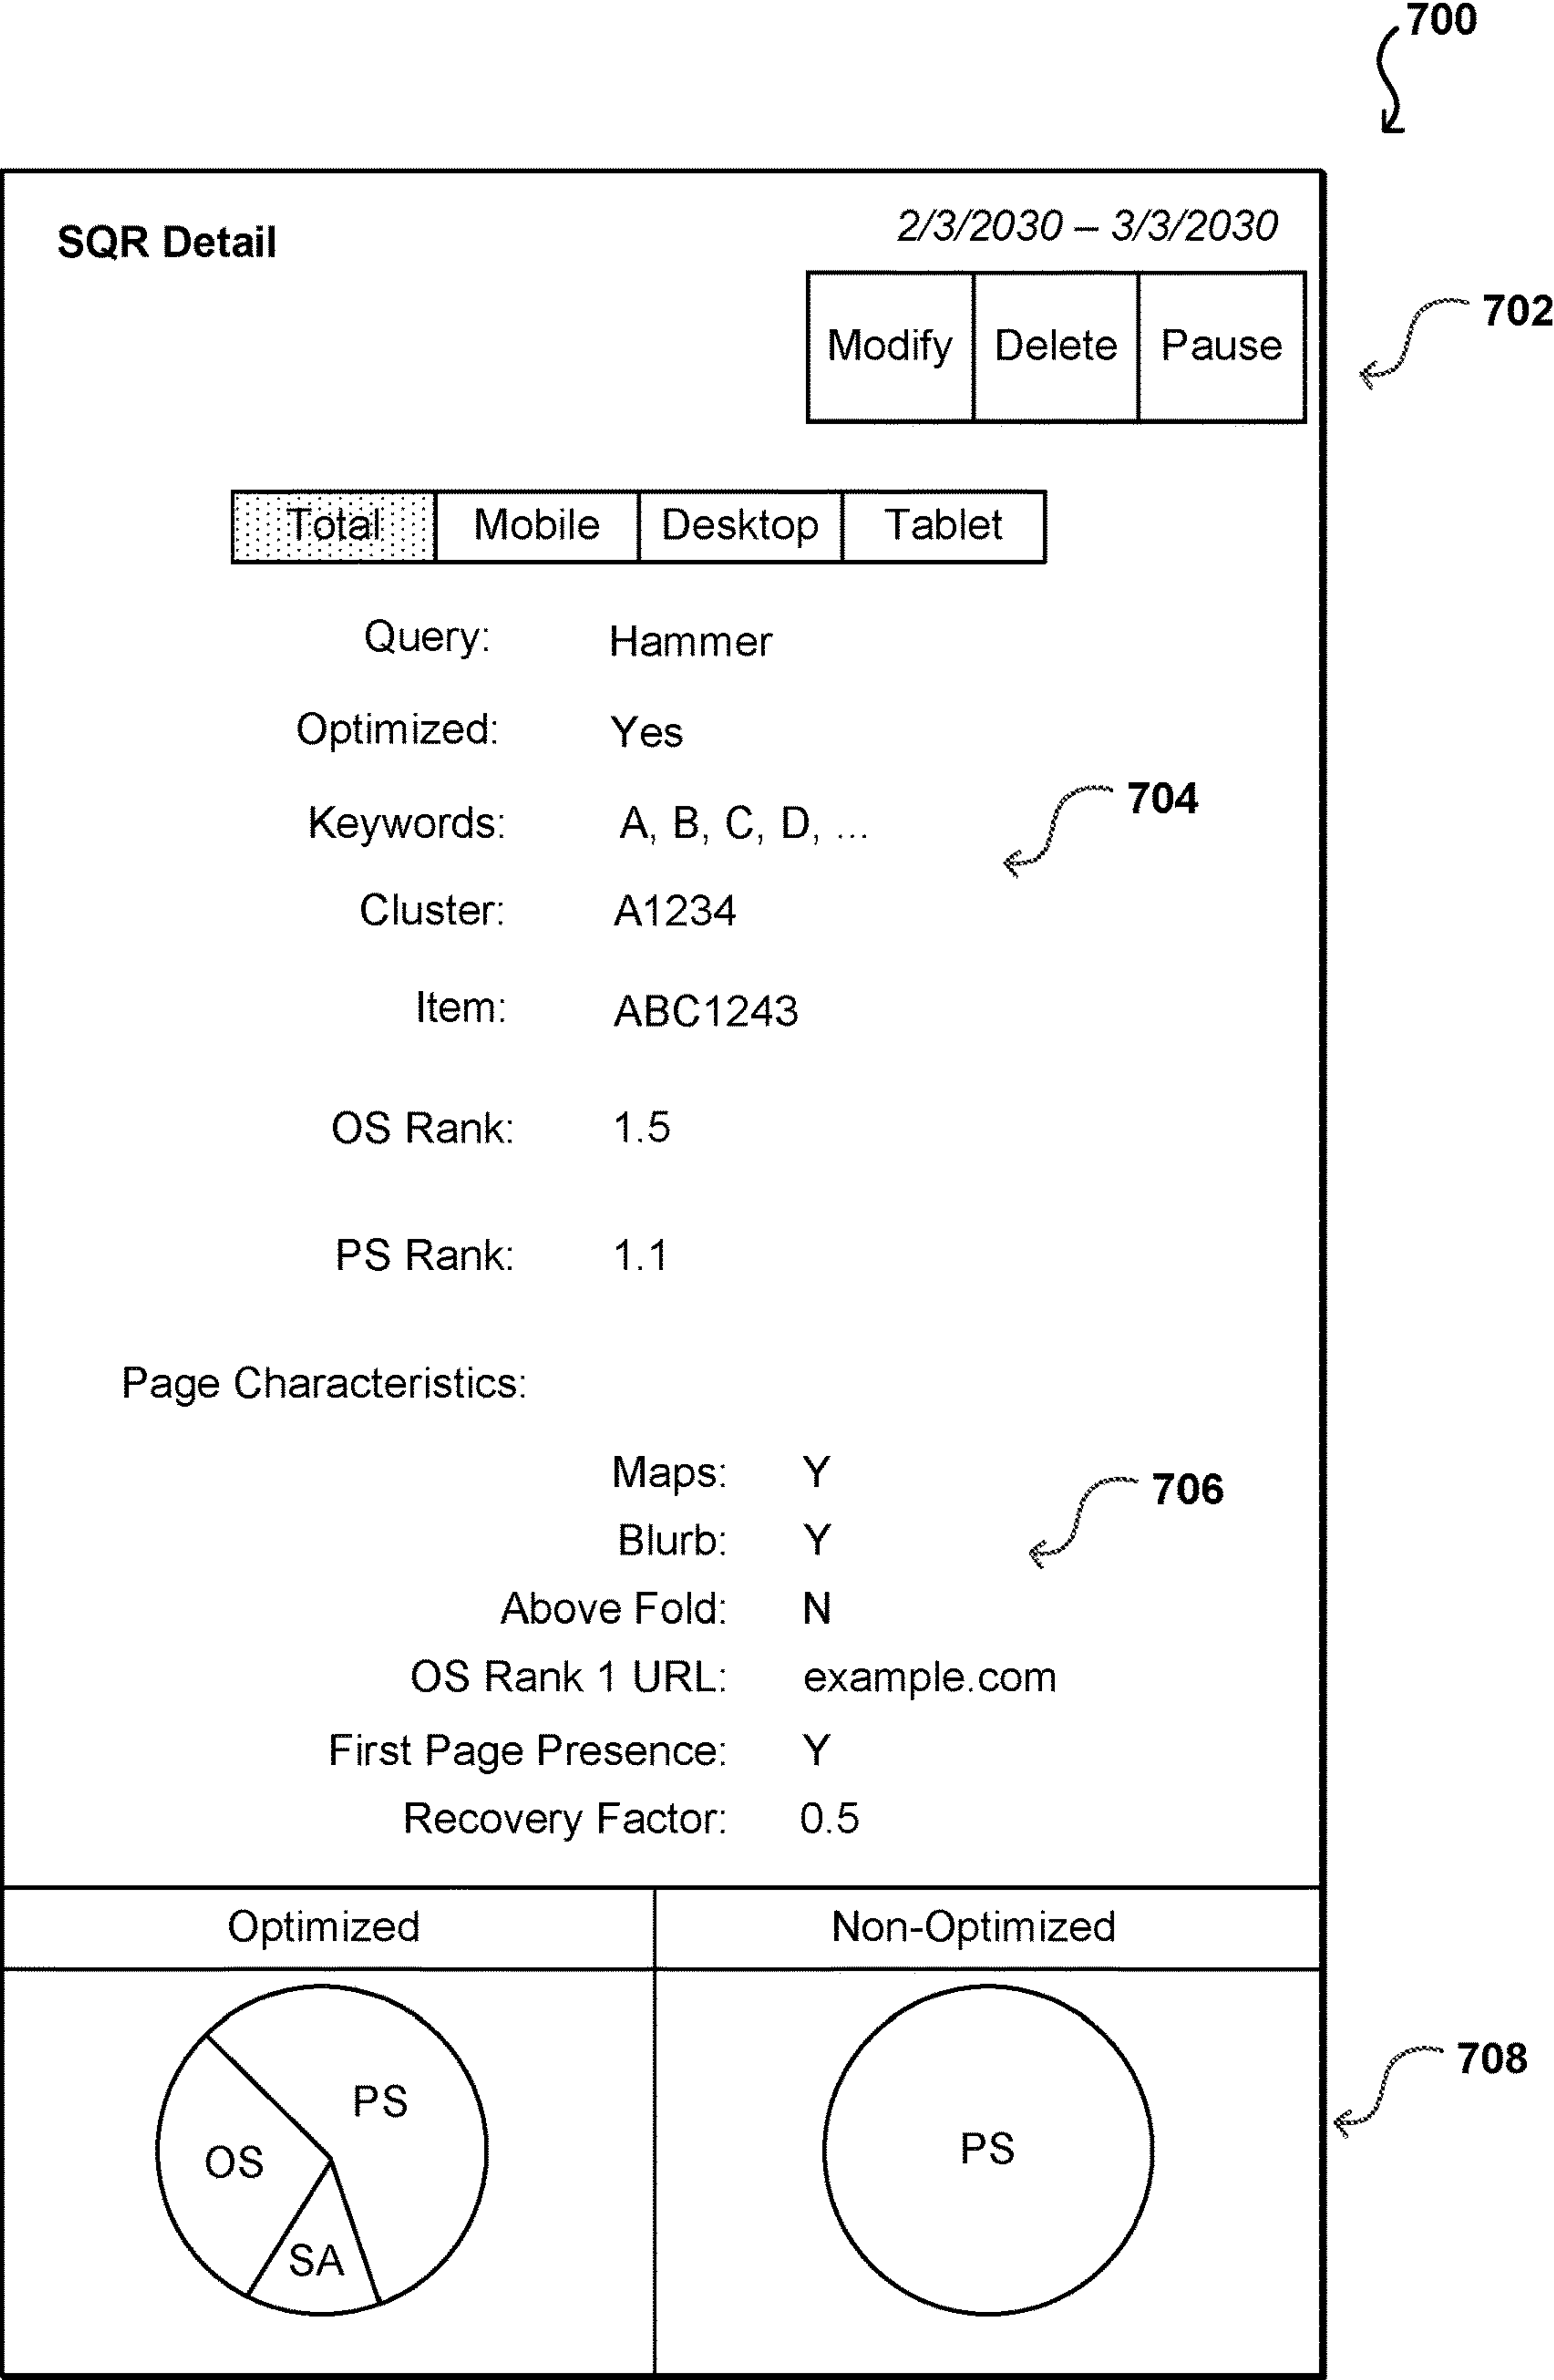 700
2/3/2030 – 3/3/2030
SQR Detail
702
Modify Delete Pause
Total Mobile Desktop Tablet
Query: Hammer
Optimized: Yes
704
Keywords: A, B, C, D, ...
Cluster: A1234
Item: ABC1243
OS Rank: 1.5
PS Rank: 1.1
Page Characteristics:
Maps: Y
706
Blurb: Y
Above Fold: N
OS Rank 1 URL: example.com
First Page Presence: Y
Recovery Factor: 0.5
Optimized Non-Optimized
708
PS
OS
SA
PS